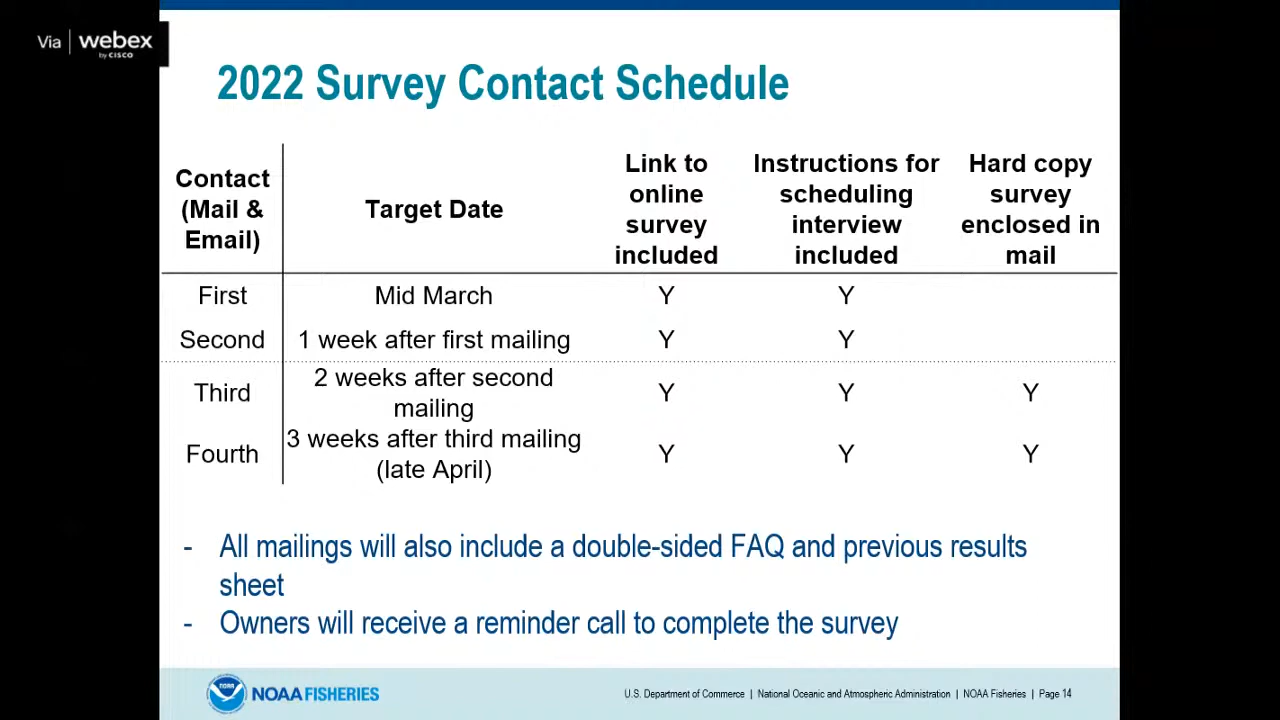 Via | webex
by CISCO
2022 Survey Contact Schedule
Contact
(Mail &
Email)
Target Date
Link to
online
survey
included
Instructions for
scheduling
interview
included
Hard copy
survey
enclosed in
mail
First Mid March Y Y
Second 1 week after first mailing Y Y
Third 2 weeks after second
mailing Y Y Y
Fourth 3 weeks after third mailing
(late April) Y Y Y
- All mailings will also include a double-sided FAQ and previous results
sheet
- Owners will receive a reminder call to complete the survey
NOAA
NOAA FISHERIES
U.S. Department of Commerce | National Oceanic and Atmospheric Administration | NOAA Fisheries | Page 14